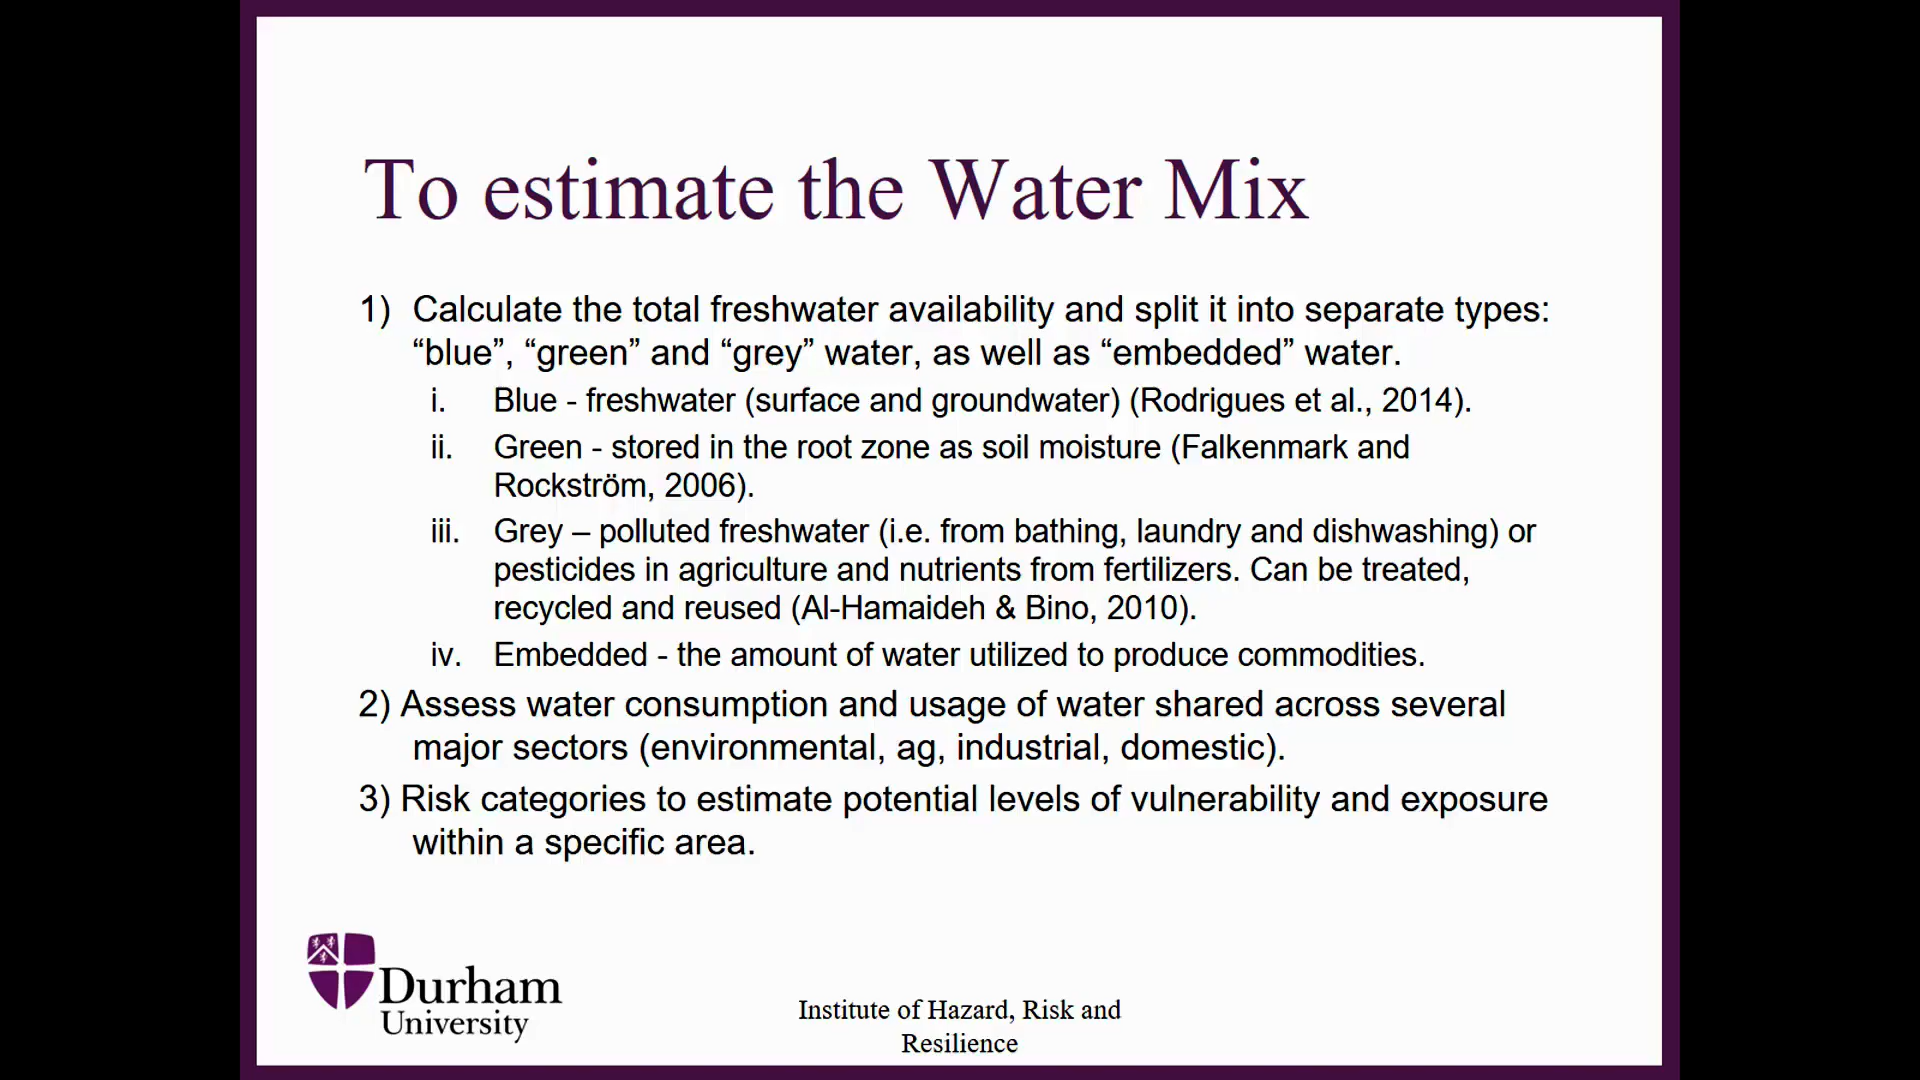 To estimate the Water Mix
1) Calculate the total freshwater availability and split it into separate types:
“blue”, “green” and “grey” water, as well as “embedded” water.
i. Blue - freshwater (surface and groundwater) (Rodrigues et al., 2014).
ii. Green - stored in the root zone as soil moisture (Falkenmark and
Rockström, 2006).
iii. Grey – polluted freshwater (i.e. from bathing, laundry and dishwashing) or
pesticides in agriculture and nutrients from fertilizers. Can be treated,
recycled and reused (Al-Hamaideh & Bino, 2010).
iv. Embedded - the amount of water utilized to produce commodities.
2) Assess water consumption and usage of water shared across several
major sectors (environmental, ag, industrial, domestic).
3) Risk categories to estimate potential levels of vulnerability and exposure
within a specific area.
Durham
University
Institute of Hazard, Risk and
Resilience